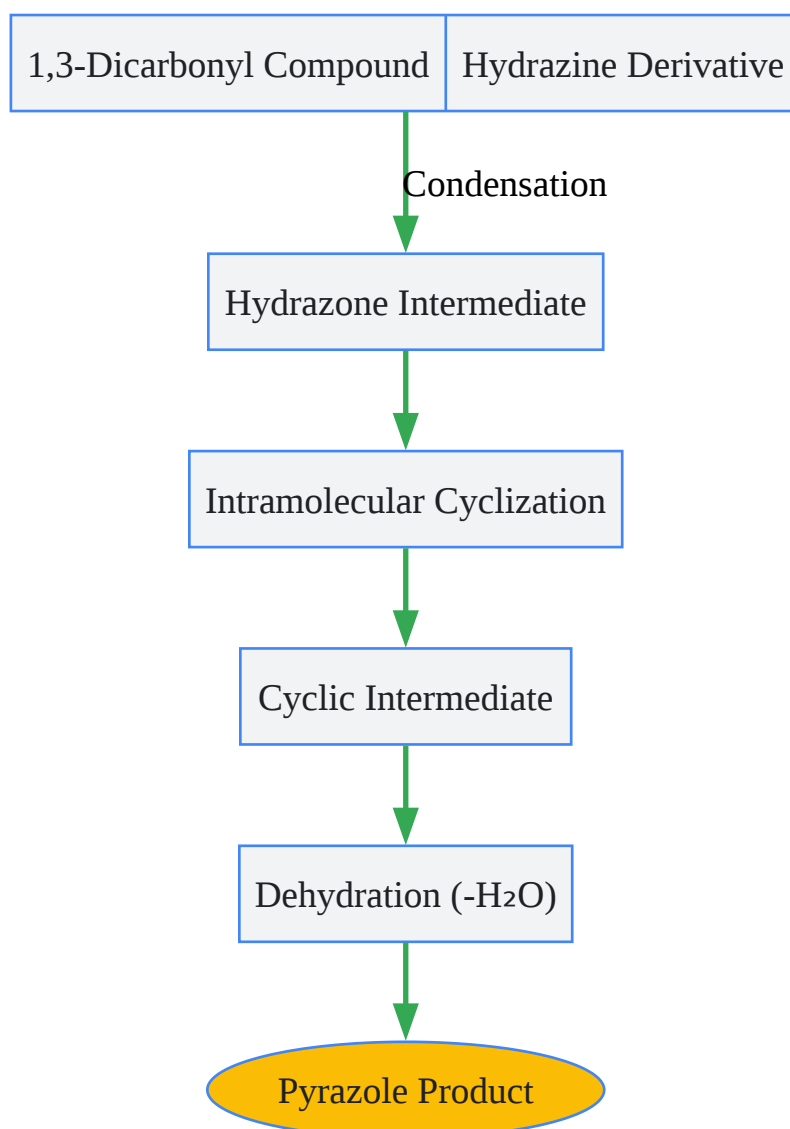 1,3-Dicarbonyl Compound Hydrazine Derivative
Condensation
Hydrazone Intermediate
Intramolecular Cyclization
Cyclic Intermediate
Dehydration (-H₂O)
Pyrazole Product